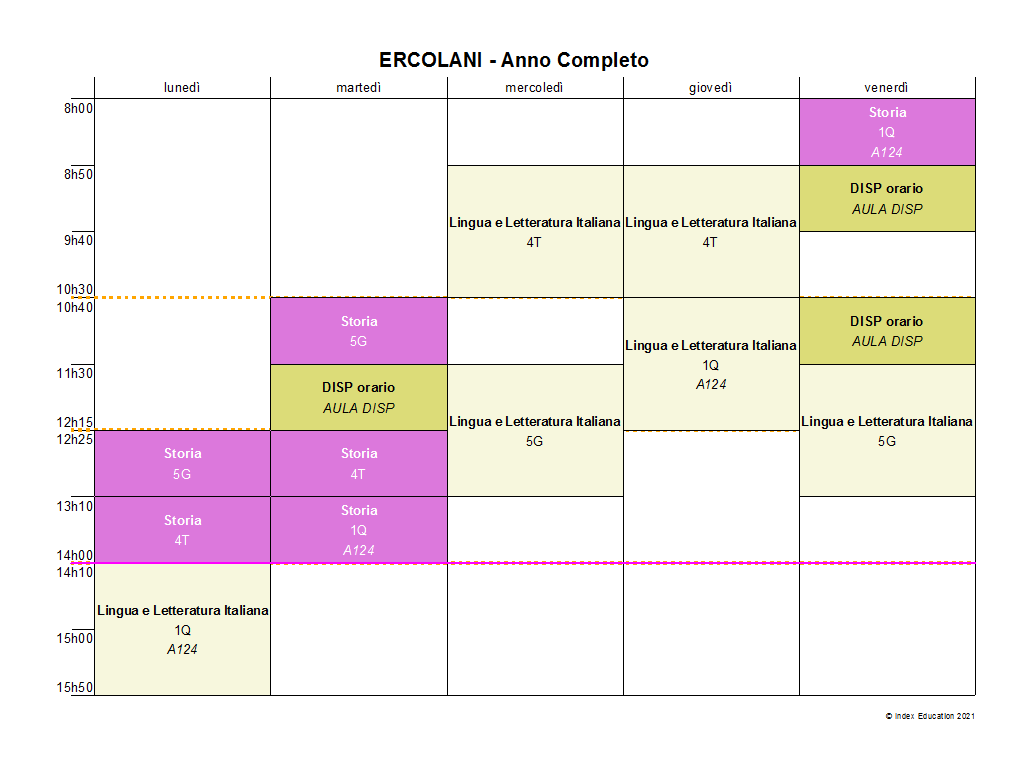 ERCOLANI - Anno Completo
lunedì martedì mercoledì giovedì venerdì
8h00
Storia
1Q
A124
8h50
DISP orario
AULA DISP
Lingua e Letteratura Italiana
4T
Lingua e Letteratura Italiana
4T
9h40
10h30
10h40
Storia
5G
DISP orario
AULA DISP
Lingua e Letteratura Italiana
1Q
A124
11h30
DISP orario
AULA DISP
Lingua e Letteratura Italiana
5G
Lingua e Letteratura Italiana
5G
12h15
12h25
Storia
5G
Storia
4T
13h10
Storia
4T
Storia
1Q
A124
14h00
14h10
Lingua e Letteratura Italiana
1Q
A124
15h00
15h50
© Index Education 2021